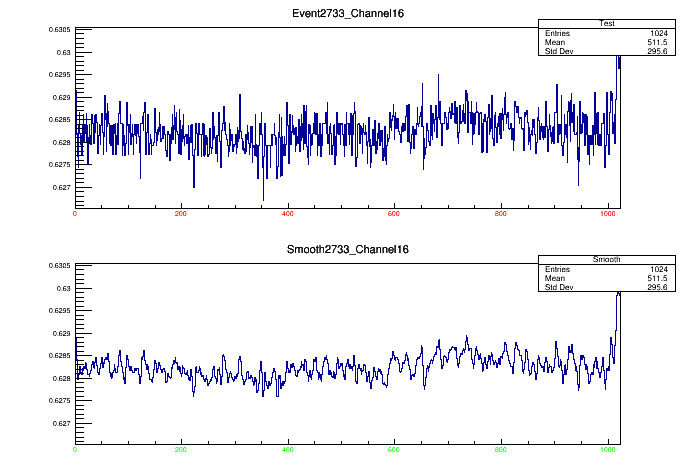 Event2733_Channel16
Test
Entries 1024
Mean 511.5
Std Dev 295.6
0.6305
0.63
0.6295
0.629
0.6285
0.628
0.6275
0.627
0 200 400 600 800 1000
Smooth2733_Channel16
Smooth
Entries 1024
Mean 511.5
Std Dev 295.6
0.6305
0.63
0.6295
0.629
0.6285
0.628
0.6275
0.627
0 200 400 600 800 1000